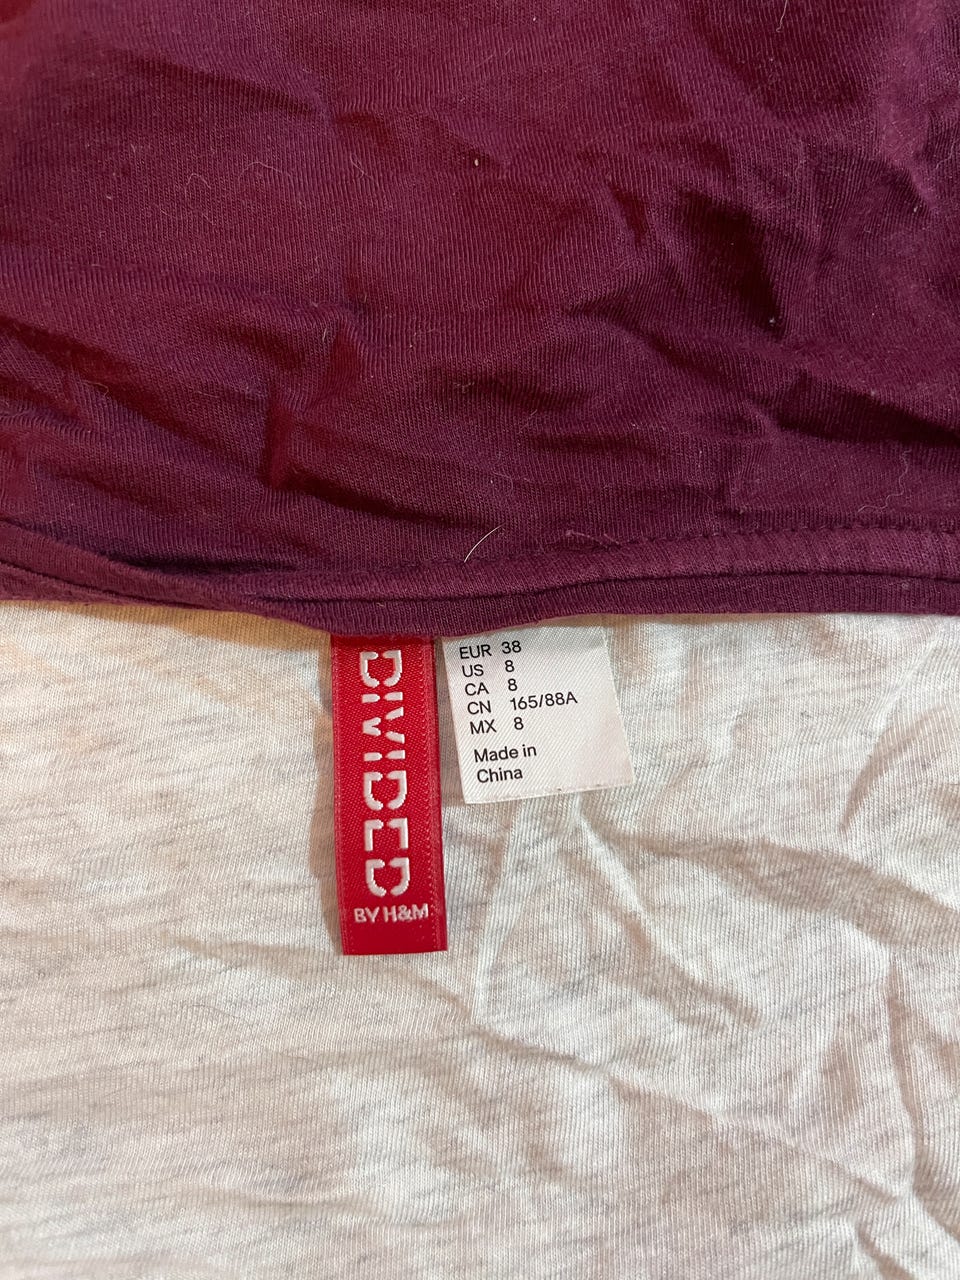 DIVIDED
BY H&M
EUR 38
US 8
CA 8
CN 165/88A
MX 8
Made in
China